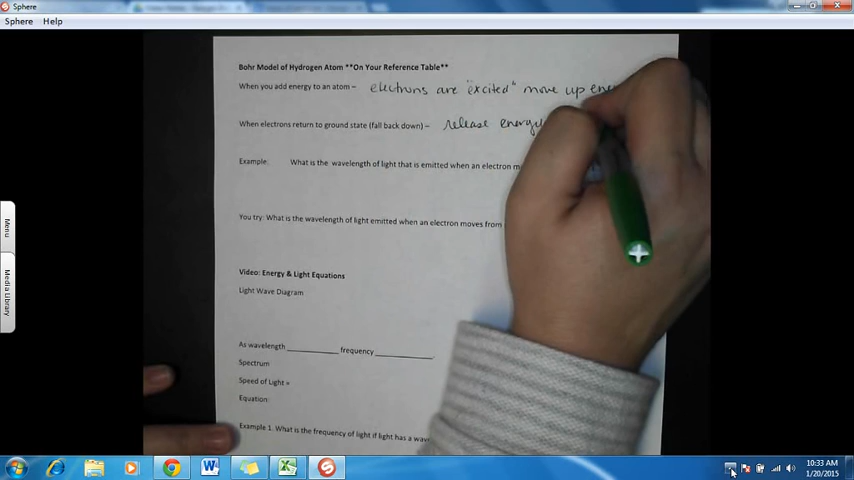 Sphere
Sphere Help
Bohr Model of Hydrogen Atom **On Your Reference Table**
When you add energy to an atom – electrons are "excited" move up
When electrons return to ground state (fall back down) – release energy
Example: What is the wavelength of light that is emitted when an electron
You try: What is the wavelength of light emitted when an electron moves from
Video: Energy & Light Equations
Light Wave Diagram
As wavelength ____________ frequency ____________.
Spectrum
Speed of Light =
Equation:
Example 1. What is the frequency of light if light has a
Menu
Media Library
10:33 AM
1/20/2015